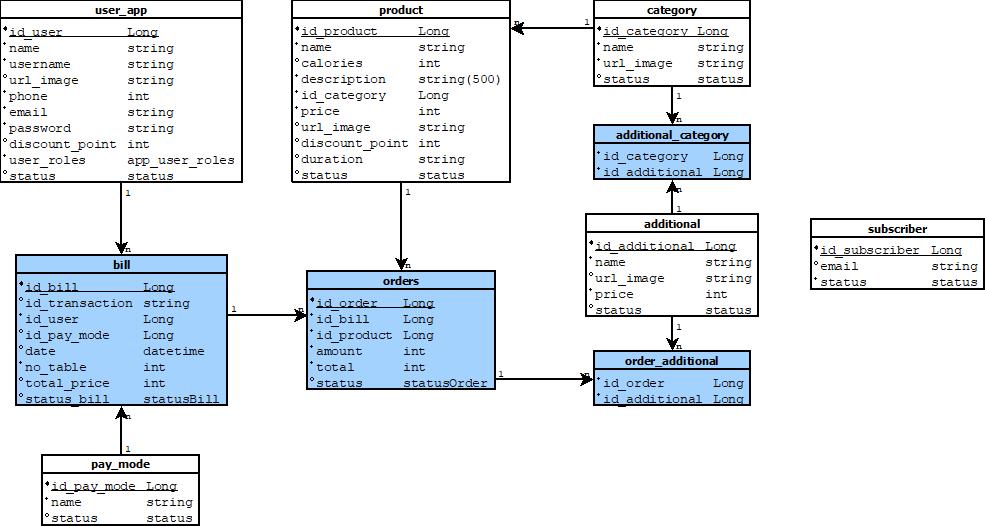 user_app
id_user Long
name string
username string
url_image string
phone int
email string
password string
discount_point int
user_roles app_user_roles
status status
1
n
product
id_product Long
name string
calories int
description string(500)
id_category Long
price int
url_image string
discount_point int
duration string
status status
n
1
1
n
category
id_category Long
name string
url_image string
status status
1
n
additional_category
id_category Long
id_additional Long
n
1
additional
id_additional Long
name string
url_image string
price int
status status
1
n
subscriber
id_subscriber Long
email string
status status
bill
id_bill Long
id_transaction string
id_user Long
id_pay_mode Long
date datetime
no_table int
total_price int
status_bill statusBill
1
n
orders
id_order Long
id_bill Long
id_product Long
amount int
total int
status statusOrder
1
n
order_additional
id_order Long
id_additional Long
n
1
pay_mode
id_pay_mode Long
name string
status status